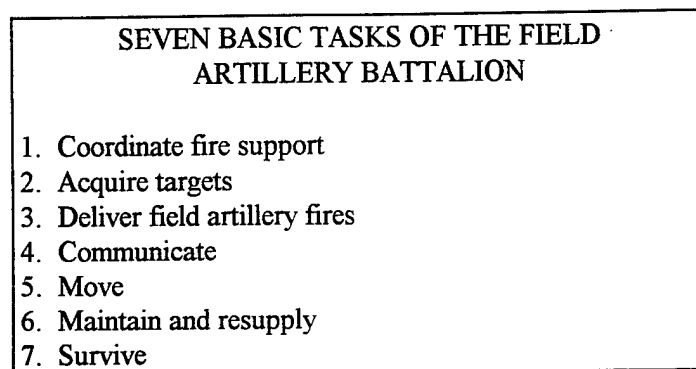 SEVEN BASIC TASKS OF THE FIELD
ARTILLERY BATTALION
1. Coordinate fire support
2. Acquire targets
3. Deliver field artillery fires
4. Communicate
5. Move
6. Maintain and resupply
7. Survive